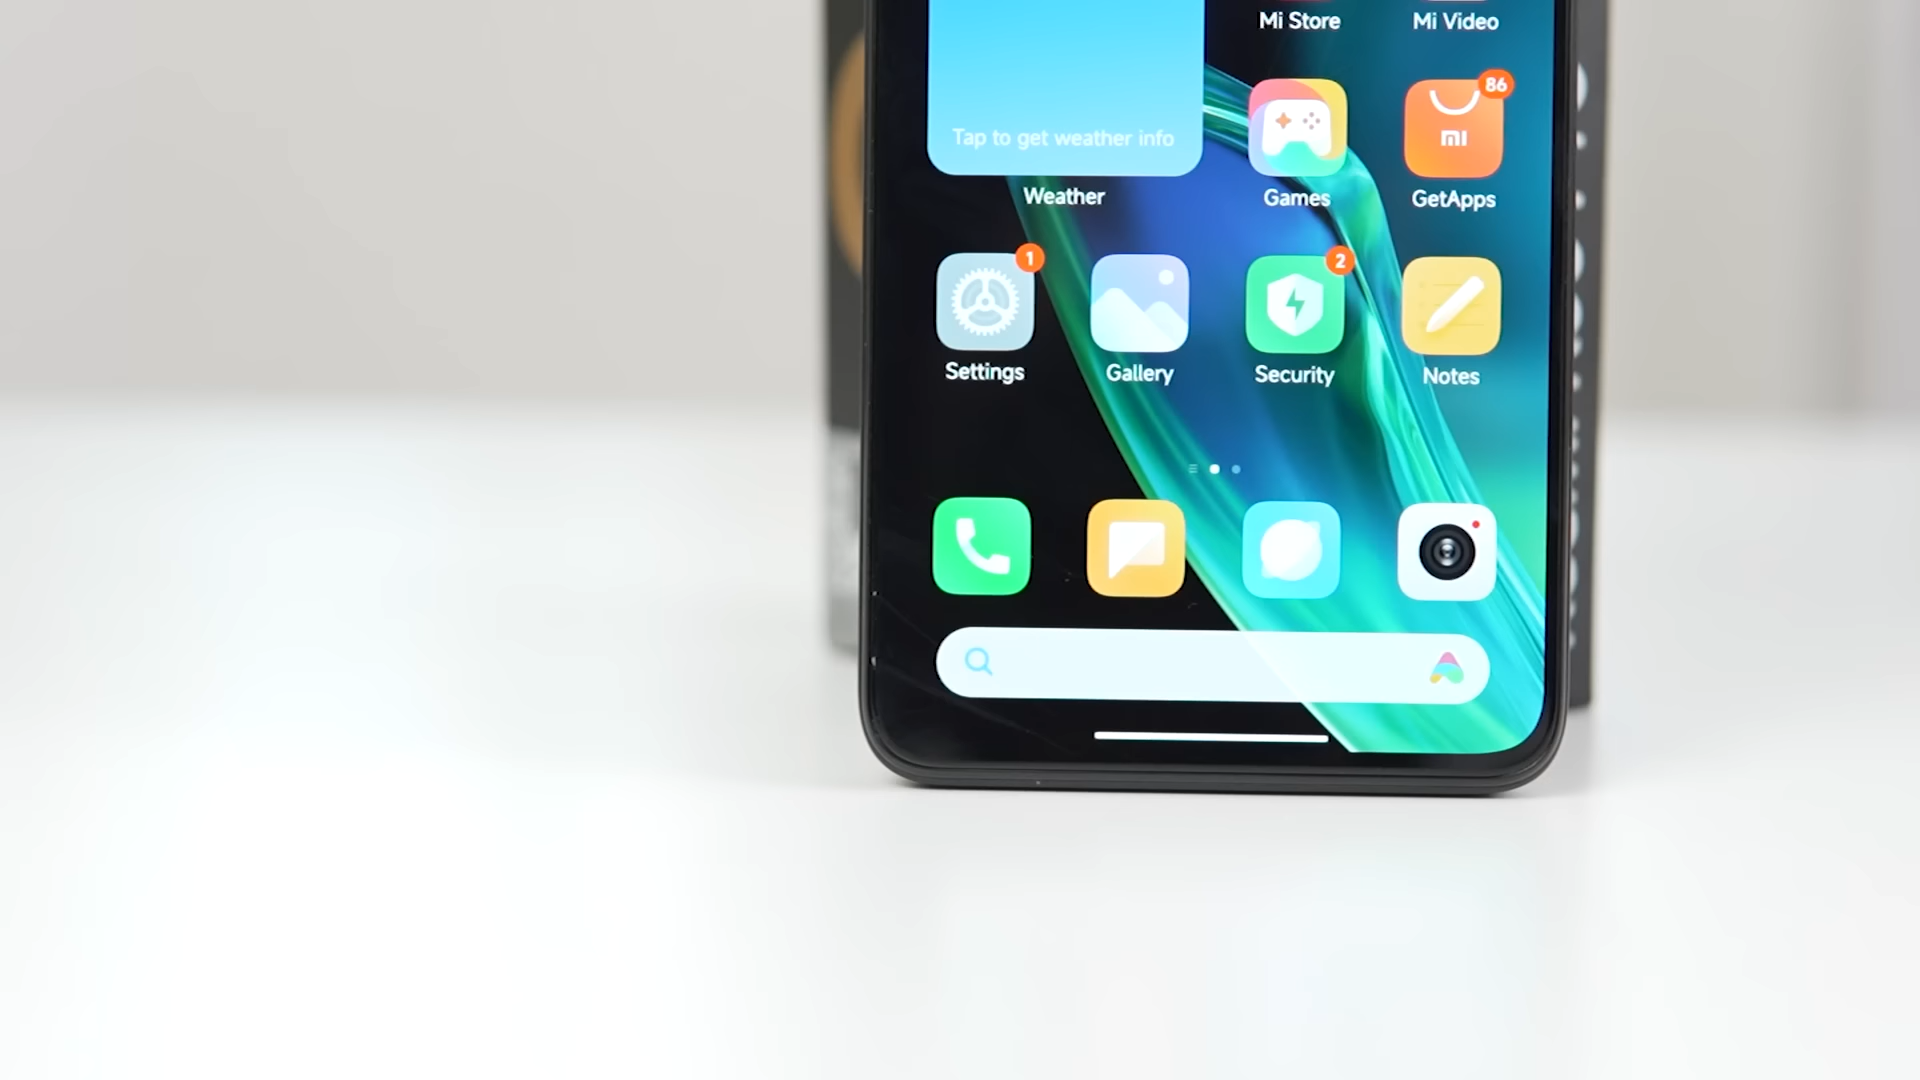 Mi Store
Mi Video
Tap to get weather info
Weather
86
mi
Games
GetApps
1
2
Settings
Gallery
Security
Notes